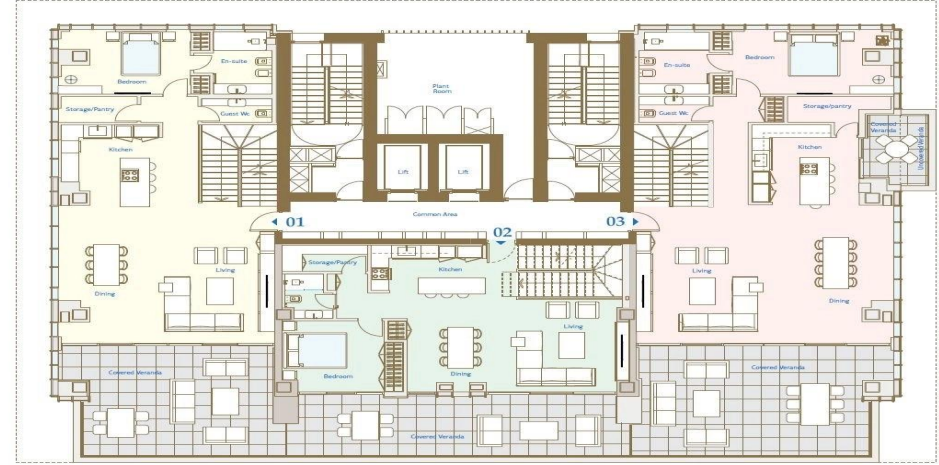 Bedroom
En-suite
Plant
Room
En-suite
Bedroom
Storage/Pantry
Guest Wc
Guest Wc
Storage/pantry
Covered
Veranda
Uncovered Veranda
Kitchen
Kitchen
Lift
Lift
Common Area
01
02
03
Living
Dining
Storage/Pantry
Kitchen
Living
Dining
Living
Bedroom
Dining
Covered Veranda
Covered Veranda
Covered Veranda